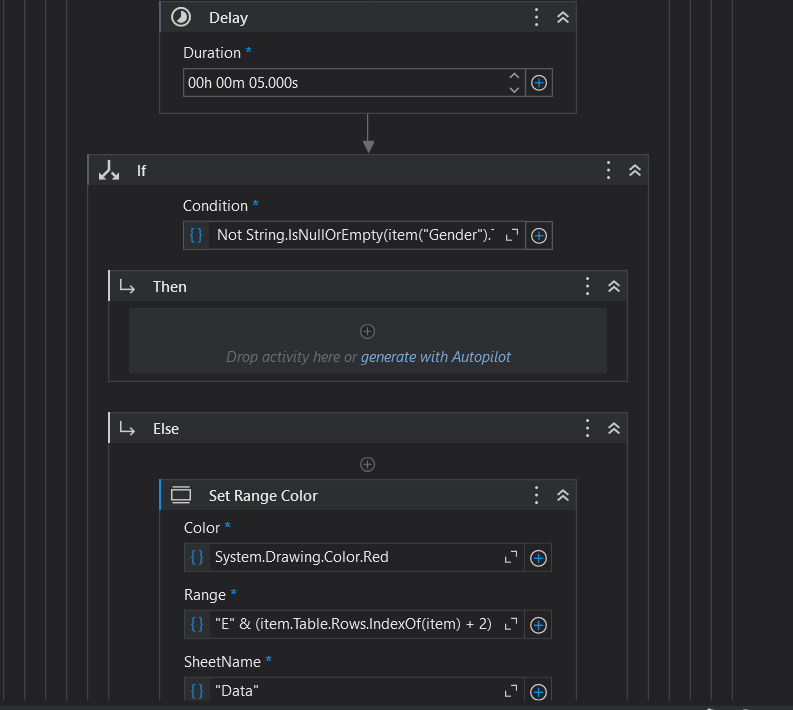 Delay
Duration *
00h 00m 05.000s
If
Condition *
{} Not String.IsNullOrEmpty(item("Gender").
Then
Drop activity here or generate with Autopilot
Else
Set Range Color
Color *
{} System.Drawing.Color.Red
Range *
{} "E" & (item.Table.Rows.IndexOf(item) + 2)
SheetName *
{} "Data"